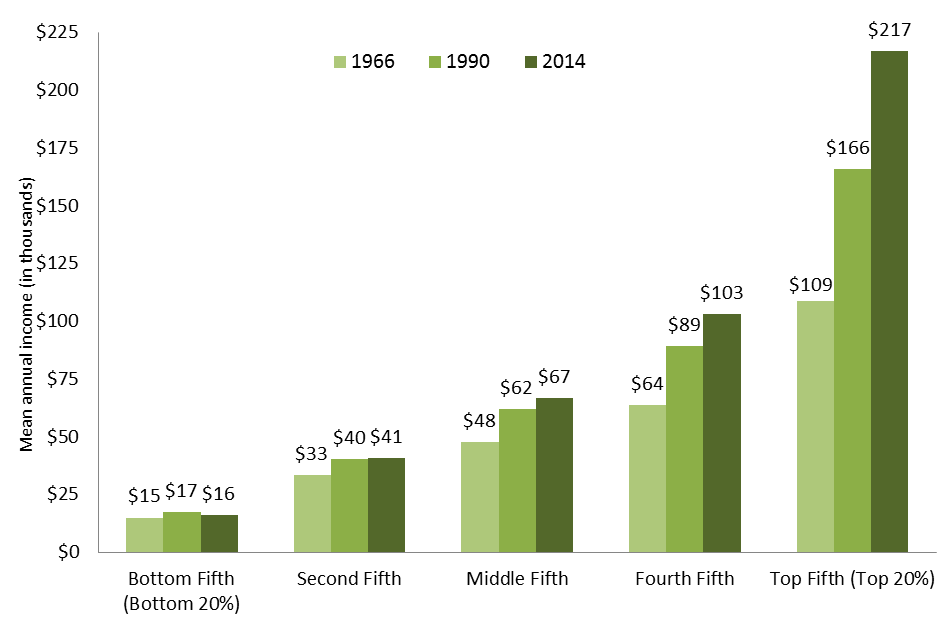 $225
$200
$175
$150
$125
$100
$75
$50
$25
$0
Mean annual income (in thousands)
1966 1990 2014
$15 $17 $16
$33 $40 $41
$48 $62 $67
$64 $89 $103
$109 $166 $217
Bottom Fifth
(Bottom 20%)
Second Fifth
Middle Fifth
Fourth Fifth
Top Fifth (Top 20%)